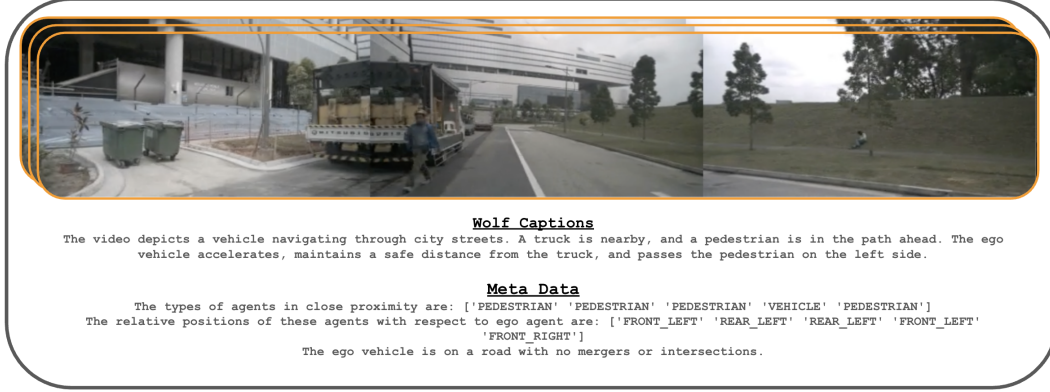 Wolf Captions
The video depicts a vehicle navigating through city streets. A truck is nearby, and a pedestrian is in the path ahead. The ego
vehicle accelerates, maintains a safe distance from the truck, and passes the pedestrian on the left side.
Meta Data
The types of agents in close proximity are: ['PEDESTRIAN' 'PEDESTRIAN' 'PEDESTRIAN' 'VEHICLE' 'PEDESTRIAN']
The relative positions of these agents with respect to ego agent are: ['FRONT_LEFT' 'REAR_LEFT' 'REAR_LEFT' 'FRONT_LEFT'
'FRONT_RIGHT']
The ego vehicle is on a road with no mergers or intersections.